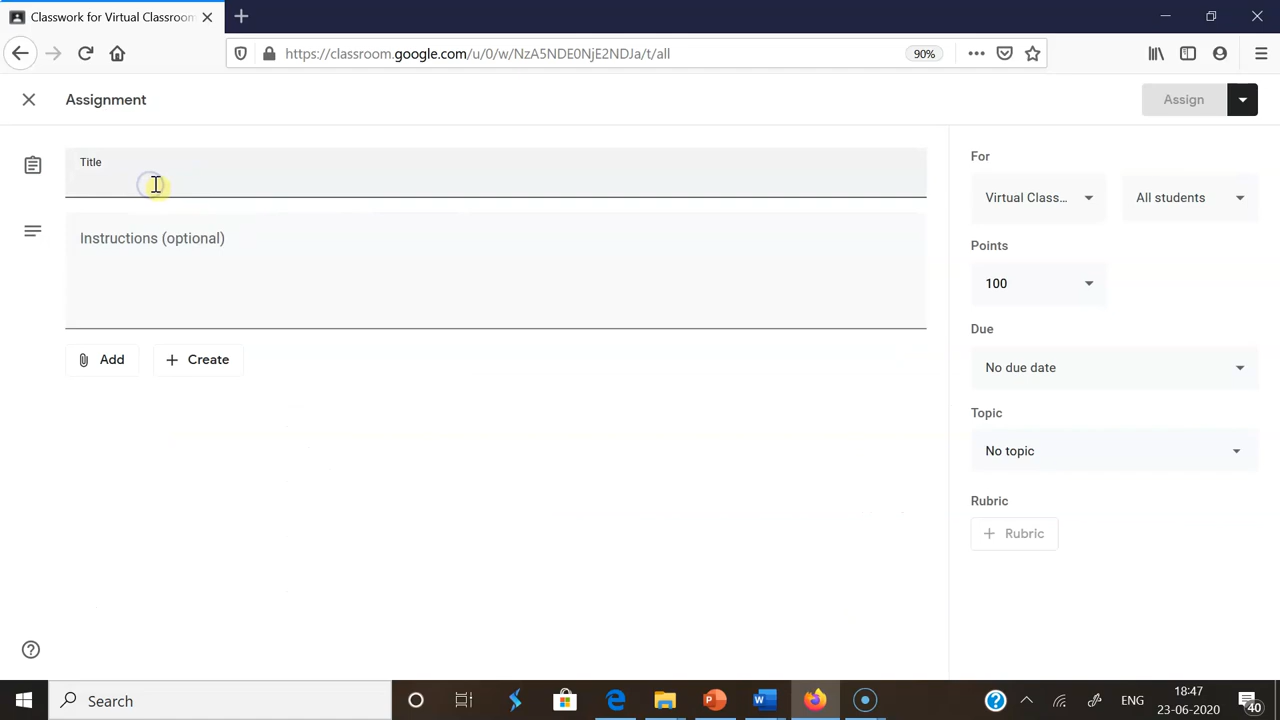 Classwork for Virtual Classroom
https://classroom.google.com/u/0/w/NzA5NDE0NjE2NDJa/t/all
90%
Assignment
Assign
Title
Instructions (optional)
Add
Create
For
Virtual Class...
All students
Points
100
Due
No due date
Topic
No topic
Rubric
Rubric
Search
ENG
18:47
23-06-2020
40